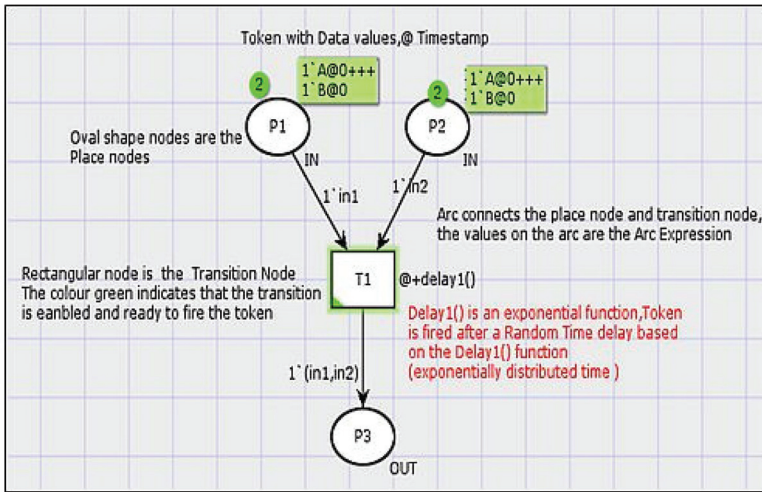 Token with Data values,@ Timestamp
2
1`A@0+++
1`B@0
2
1`A@0+++
1`B@0
P1
P2
IN
IN
Oval shape nodes are the
Place nodes
1`in1
1`in2
Arc connects the place node and transition node,
the values on the arc are the Arc Expression
Rectangular node is the Transition Node
The colour green indicates that the transition
is eanbled and ready to fire the token
T1
@+delay1()
Delay1() is an exponential function,Token
is fired after a Random Time delay based
on the Delay1() function
(exponentially distributed time )
1`(in1,in2)
P3
OUT